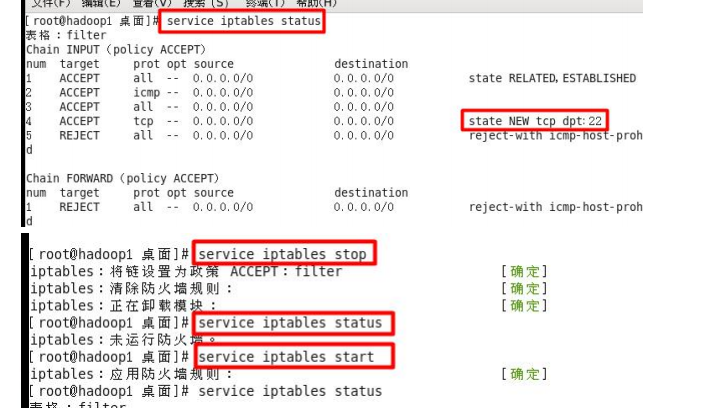 文件(F) 编辑(E) 查看(V) 搜索(S) 终端(T) 帮助(H)
[root@hadoop1 桌面]# service iptables status
表格：filter
Chain INPUT (policy ACCEPT)
num target prot opt source destination
1 ACCEPT all -- 0.0.0.0/0 0.0.0.0/0 state RELATED,ESTABLISHED
2 ACCEPT icmp -- 0.0.0.0/0 0.0.0.0/0
3 ACCEPT all -- 0.0.0.0/0 0.0.0.0/0
4 ACCEPT tcp -- 0.0.0.0/0 0.0.0.0/0 state NEW tcp dpt:22
5 REJECT all -- 0.0.0.0/0 0.0.0.0/0 reject-with icmp-host-proh
d
Chain FORWARD (policy ACCEPT)
num target prot opt source destination
1 REJECT all -- 0.0.0.0/0 0.0.0.0/0 reject-with icmp-host-proh
d
[root@hadoop1 桌面]# service iptables stop
iptables：将链设置为政策 ACCEPT：filter [确定]
iptables：清除防火墙规则： [确定]
iptables：正在卸载模块： [确定]
[root@hadoop1 桌面]# service iptables status
iptables：未运行防火墙。
[root@hadoop1 桌面]# service iptables start
iptables：应用防火墙规则： [确定]
[root@hadoop1 桌面]# service iptables status
表格：filter